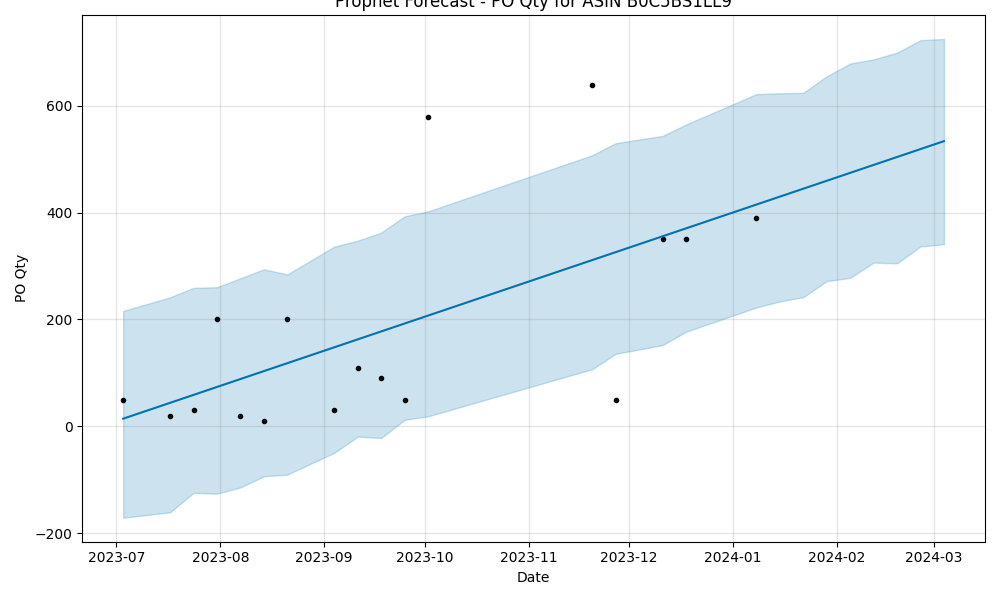 Prophet Forecast - PO Qty for ASIN B0C5BS1LL9
600
400
200
0
−200
PO Qty
2023-07 2023-08 2023-09 2023-10 2023-11 2023-12 2024-01 2024-02 2024-03
Date